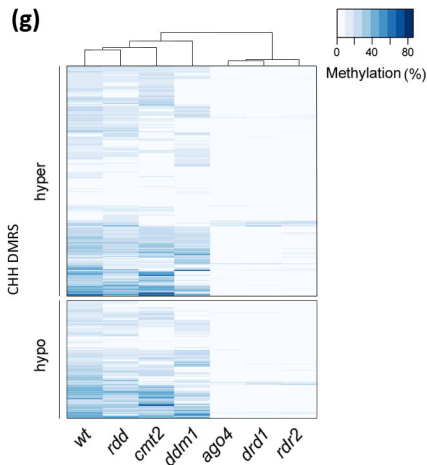 (g)
0 40 80
Methylation (%)
CHH DMRS
hyper
hypo
wt rdd cmt2 ddm1 ago4 drd1 rdr2